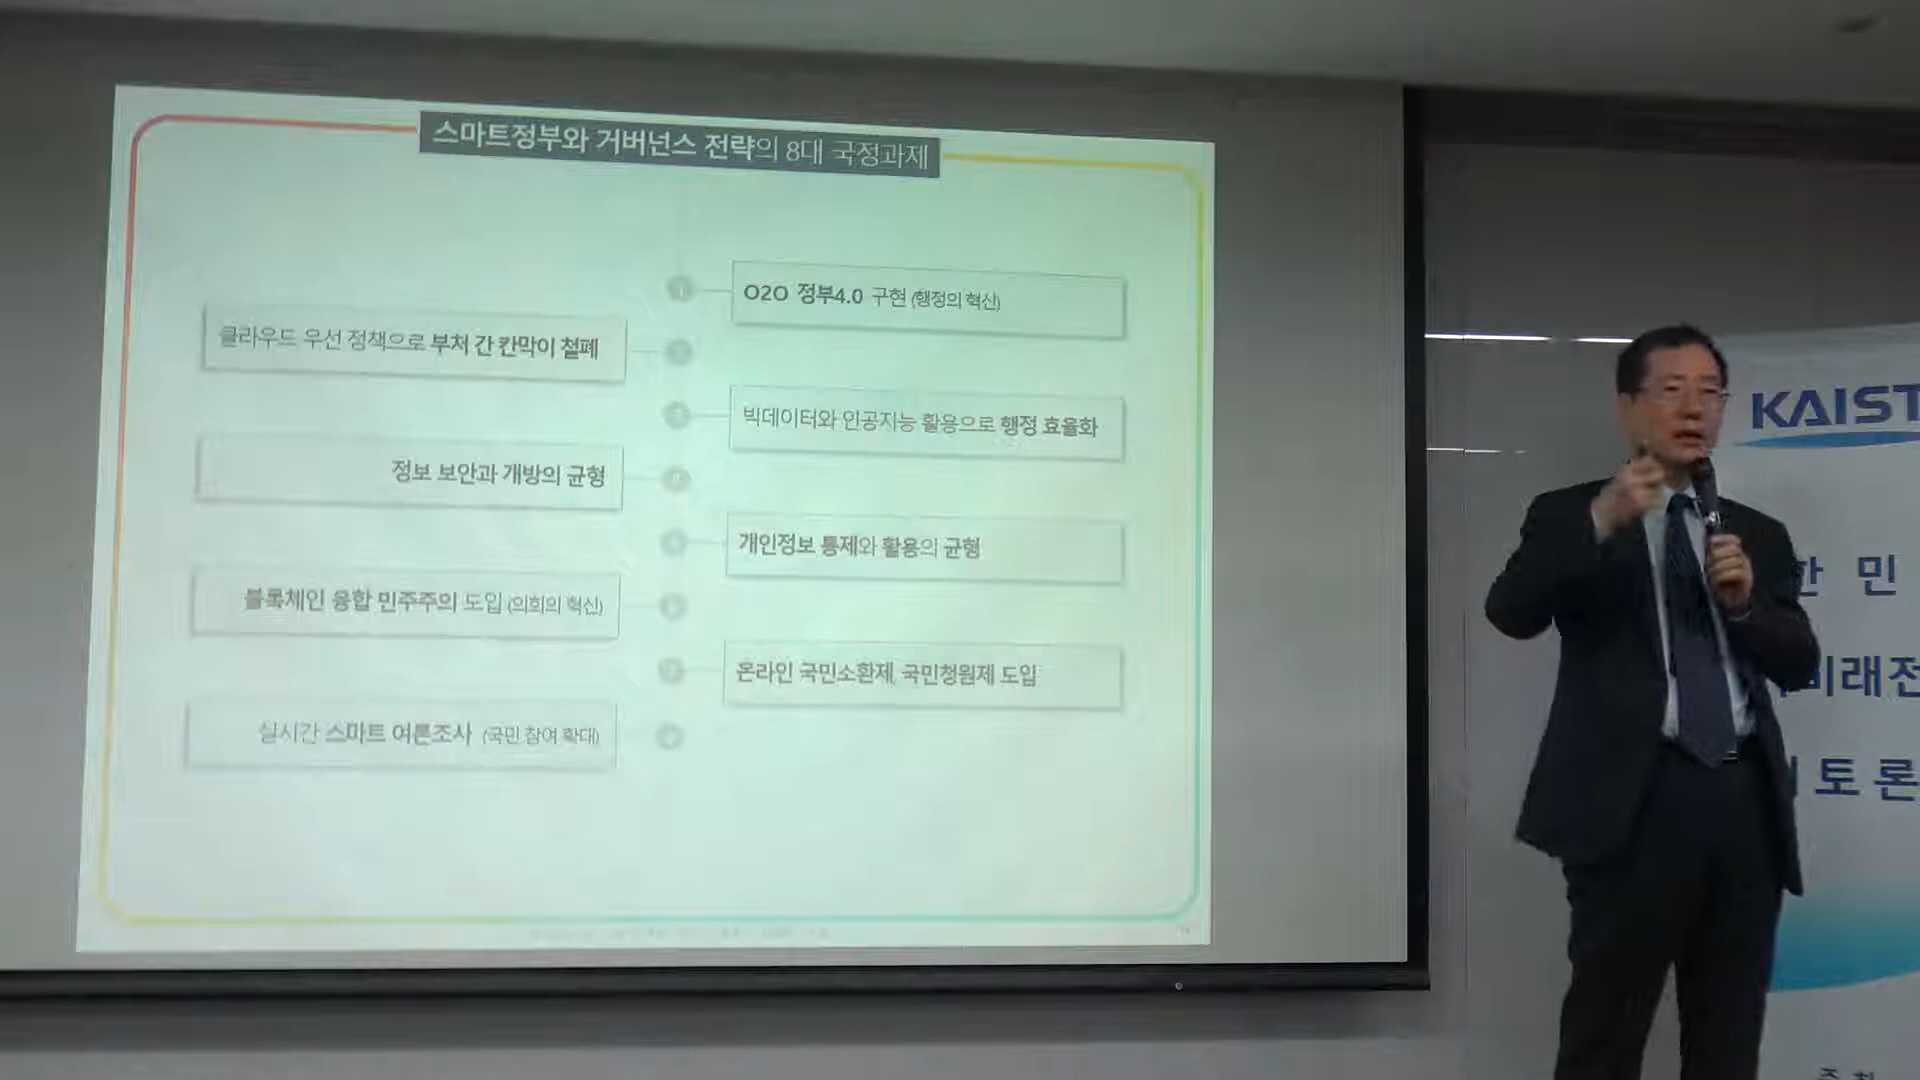 스마트정부와 거버넌스 전략의 8대 국정과제
1
O2O 정부4.0 구현 (행정의 혁신)
클라우드 우선 정책으로 부처 간 칸막이 철폐
빅데이터와 인공지능 활용으로 행정 효율화
정보 보안과 개방의 균형
개인정보 통제와 활용의 균형
블록체인 융합 민주주의 도입 (의회의 혁신)
온라인 국민소환제, 국민청원제 도입
실시간 스마트 여론조사 (국민 참여 확대)
KAIST
한 민
미래전
토론